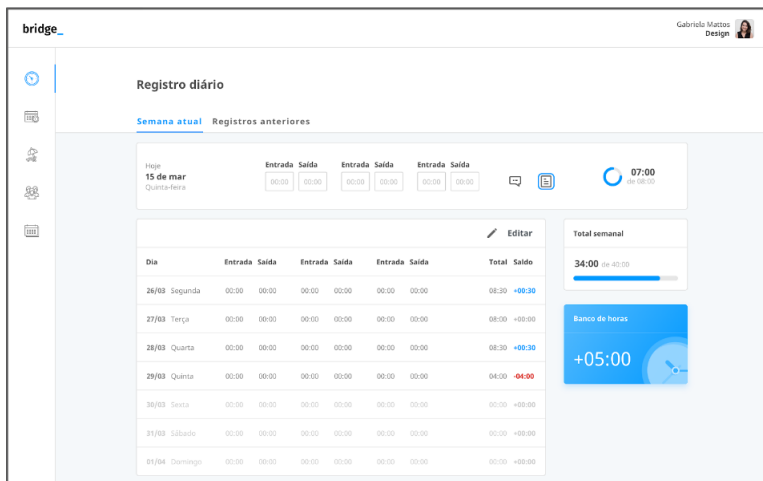 bridge_
Gabriela Mattos
Design
Registro diário
Semana atual Registros anteriores
Hoje
15 de mar
Quinta-feira
Entrada Saída Entrada Saída Entrada Saída
00:00 00:00 00:00 00:00 00:00 00:00
07:00
de 08:00
Editar
Dia Entrada Saída Entrada Saída Entrada Saída Total Saldo
26/03 Segunda 00:00 00:00 00:00 00:00 00:00 00:00 08:30 +00:30
27/03 Terça 00:00 00:00 00:00 00:00 00:00 00:00 08:00 +00:00
28/03 Quarta 00:00 00:00 00:00 00:00 00:00 00:00 08:30 +00:30
29/03 Quinta 00:00 00:00 00:00 00:00 00:00 00:00 04:00 -04:00
30/03 Sexta 00:00 00:00 00:00 00:00 00:00 00:00 00:00 +00:00
31/03 Sábado 00:00 00:00 00:00 00:00 00:00 00:00 00:00 +00:00
01/04 Domingo 00:00 00:00 00:00 00:00 00:00 00:00 00:00 +00:00
Total semanal
34:00 de 40:00
Banco de horas
+05:00